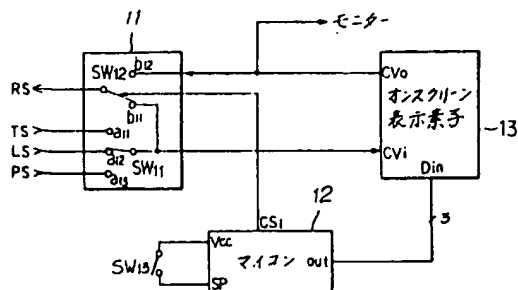 11
モニター
b12
SW12
RS
CVo
オンスクリーン
表示素子
13
b11
TS
a11
LS
a12
SW11
CVi
PS
a13
Din
12
3
CS1
Vcc
マイコン
out
SW13
SP